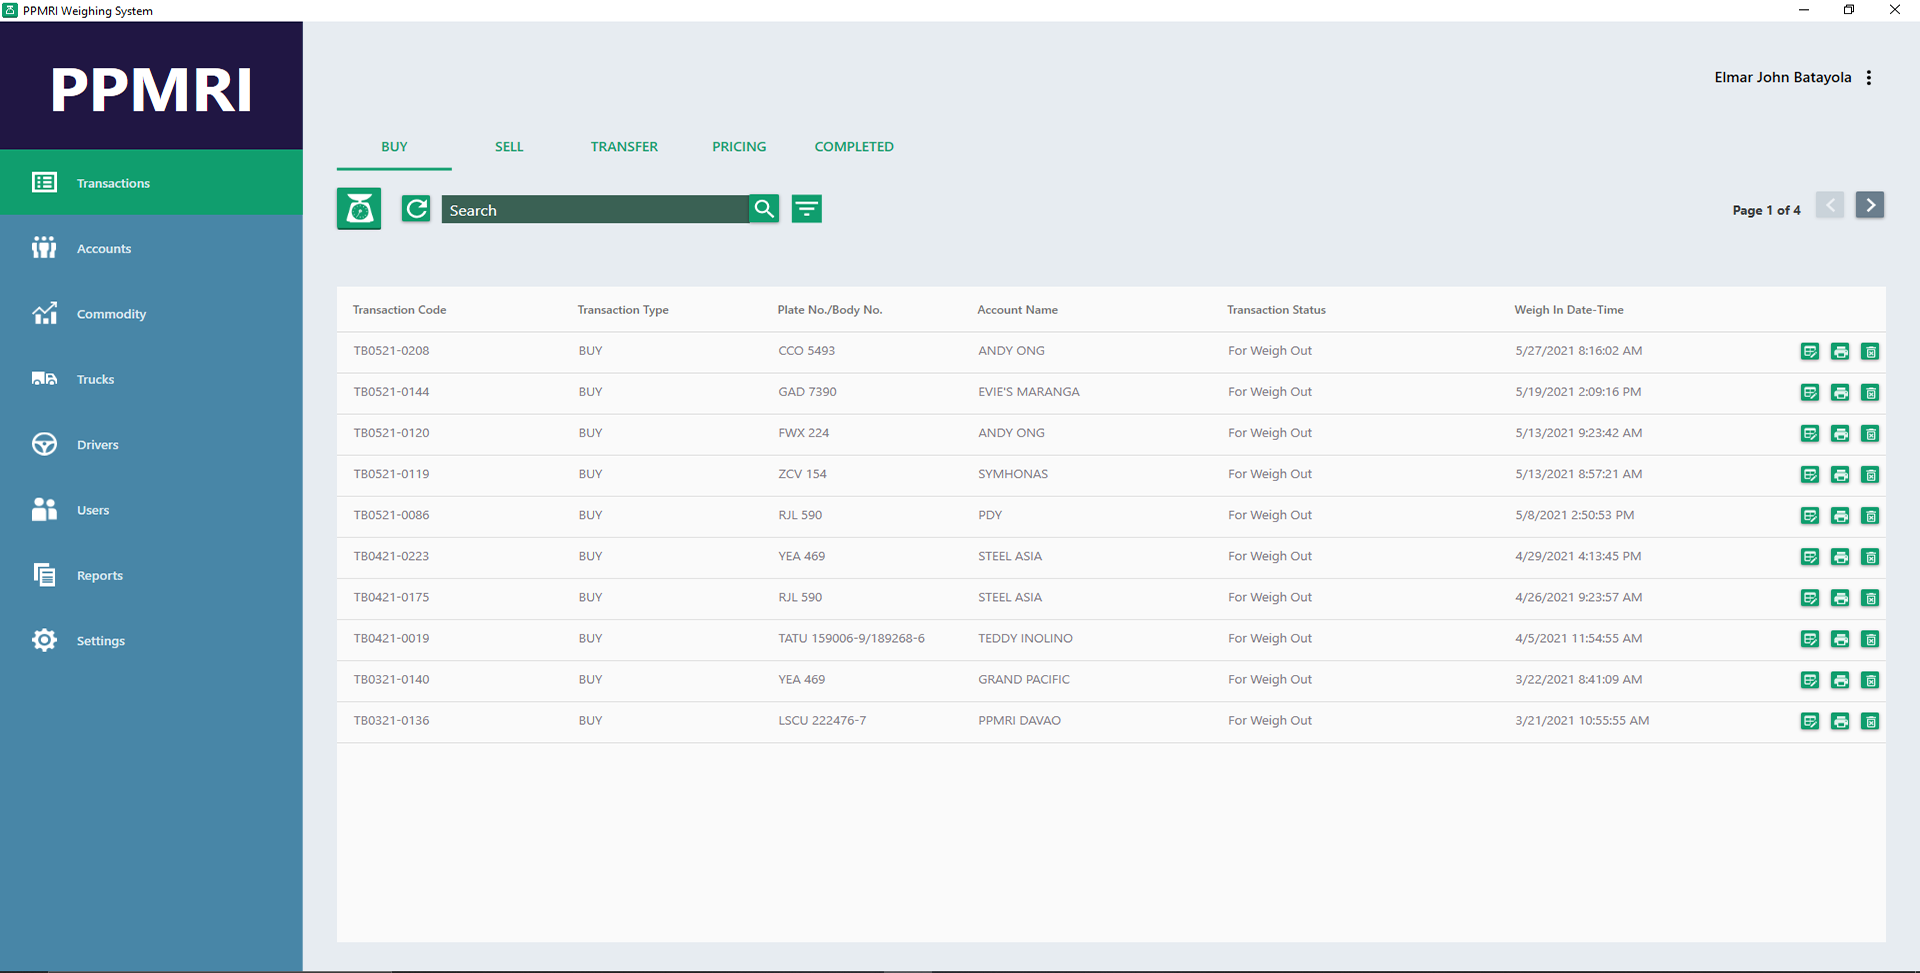 PPMRI Weighing System
PPMRI
Elmar John Batayola
Transactions
Accounts
Commodity
Trucks
Drivers
Users
Reports
Settings
BUY SELL TRANSFER PRICING COMPLETED
Search
Page 1 of 4
Transaction Code Transaction Type Plate No./Body No. Account Name Transaction Status Weigh In Date-Time
TB0521-0208 BUY CCO 5493 ANDY ONG For Weigh Out 5/27/2021 8:16:02 AM
TB0521-0144 BUY GAD 7390 EVIE'S MARANGA For Weigh Out 5/19/2021 2:09:16 PM
TB0521-0120 BUY FWX 224 ANDY ONG For Weigh Out 5/13/2021 9:23:42 AM
TB0521-0119 BUY ZCV 154 SYMHONAS For Weigh Out 5/13/2021 8:57:21 AM
TB0521-0086 BUY RJL 590 PDY For Weigh Out 5/8/2021 2:50:53 PM
TB0421-0223 BUY YEA 469 STEEL ASIA For Weigh Out 4/29/2021 4:13:45 PM
TB0421-0175 BUY RJL 590 STEEL ASIA For Weigh Out 4/26/2021 9:23:57 AM
TB0421-0019 BUY TATU 159006-9/189268-6 TEDDY INOLINO For Weigh Out 4/5/2021 11:54:55 AM
TB0321-0140 BUY YEA 469 GRAND PACIFIC For Weigh Out 3/22/2021 8:41:09 AM
TB0321-0136 BUY LSCU 222476-7 PPMRI DAVAO For Weigh Out 3/21/2021 10:55:55 AM